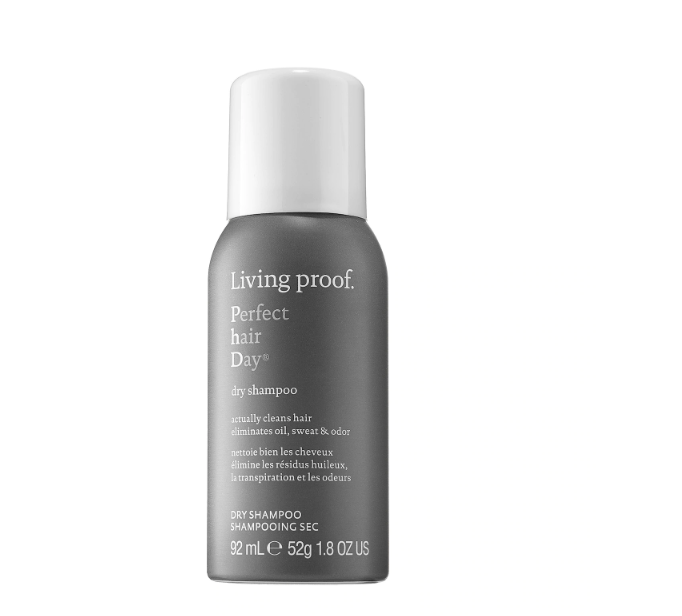 Living proof.
Perfect
hair
Day®
dry shampoo
actually cleans hair
eliminates oil, sweat & odor
nettoie bien les cheveux
élimine les résidus huileux,
la transpiration et les odeurs
DRY SHAMPOO
SHAMPOOING SEC
92 mL ℮ 52g 1.8 OZ US